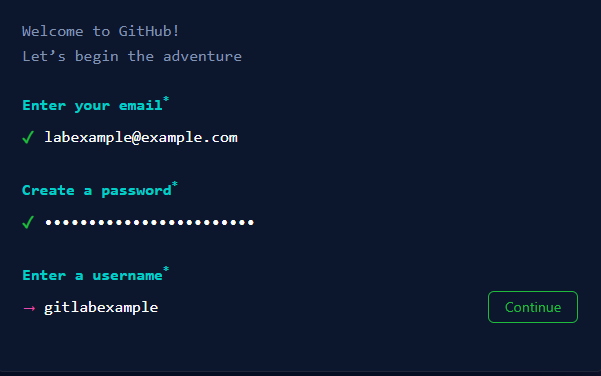 Welcome to GitHub!
Let’s begin the adventure
Enter your email*
✓ labexample@example.com
Create a password*
✓ ••••••••••••••••••••••••
Enter a username*
→ gitlabexample
Continue